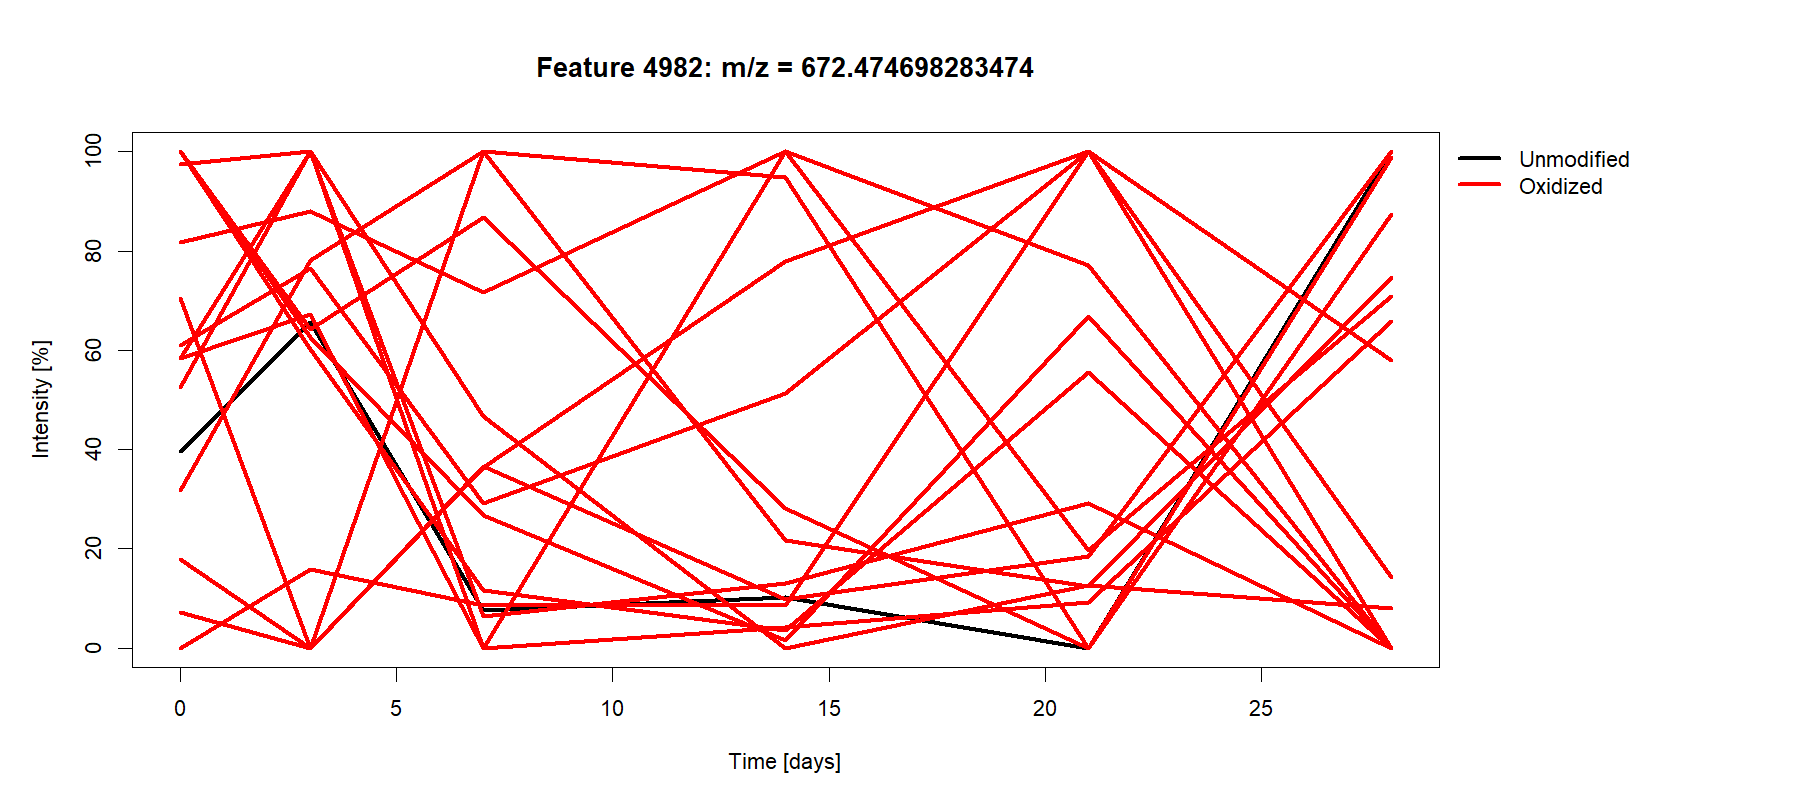 Feature 4982: m/z = 672.474698283474
Unmodified
Oxidized
Intensity [%]
100
80
60
40
20
0
0 5 10 15 20 25
Time [days]